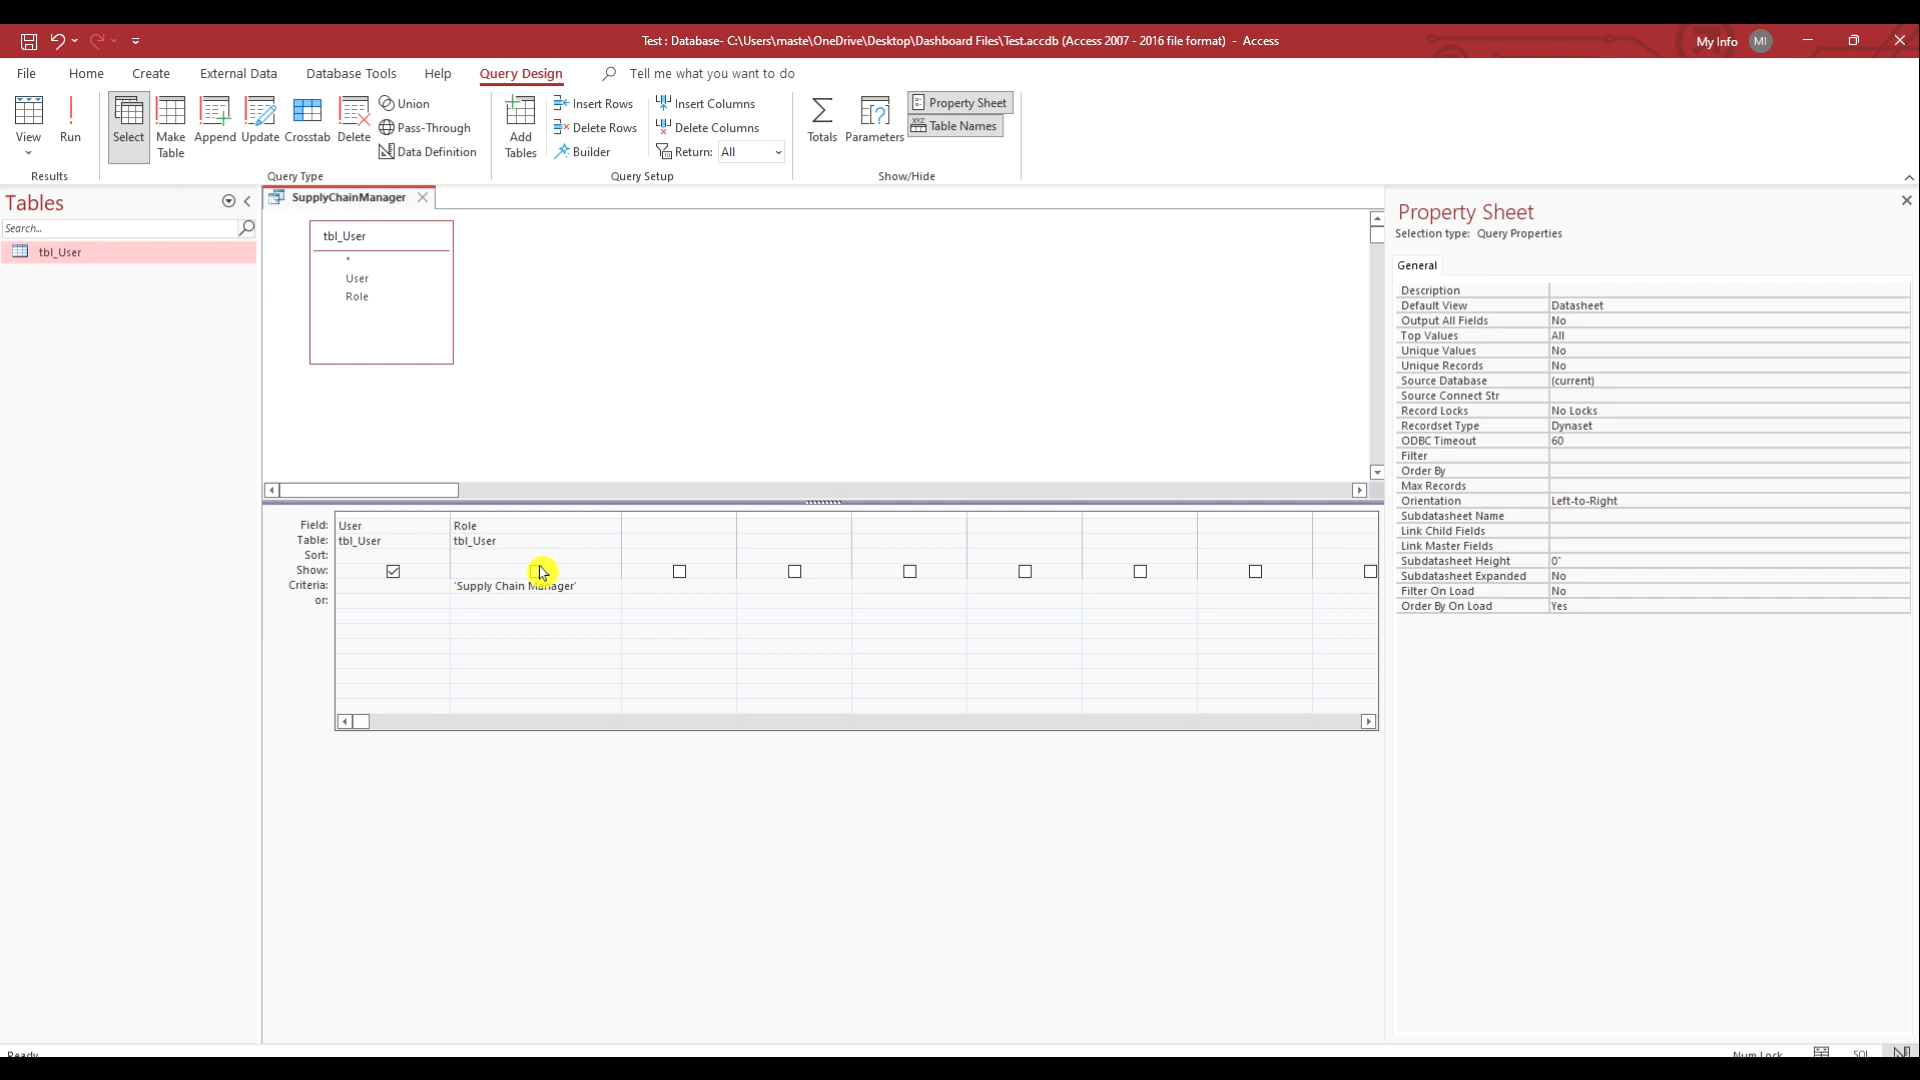 Test : Database- C:\Users\maste\OneDrive\Desktop\Dashboard Files\Test.accdb (Access 2007 - 2016 file format) - Access
My Info MI
File Home Create External Data Database Tools Help Query Design Tell me what you want to do
View Run Select Make Table Append Update Crosstab Delete
Union
Pass-Through
Data Definition
Add Tables
Insert Rows
Delete Rows
Builder
Insert Columns
Delete Columns
Return: All
Totals Parameters
Property Sheet
Table Names
Results Query Type Query Setup Show/Hide
Tables
Search...
tbl_User
SupplyChainManager
tbl_User
*
User
Role
Field: User Role
Table: tbl_User tbl_User
Sort:
Show:
Criteria: 'Supply Chain Manager'
or:
Property Sheet
Selection type: Query Properties
General
Description
Default View Datasheet
Output All Fields No
Top Values All
Unique Values No
Unique Records No
Source Database (current)
Source Connect Str
Record Locks No Locks
Recordset Type Dynaset
ODBC Timeout 60
Filter
Order By
Max Records
Orientation Left-to-Right
Subdatasheet Name
Link Child Fields
Link Master Fields
Subdatasheet Height 0"
Subdatasheet Expanded No
Filter On Load No
Order By On Load Yes
Ready Num Lock SQL